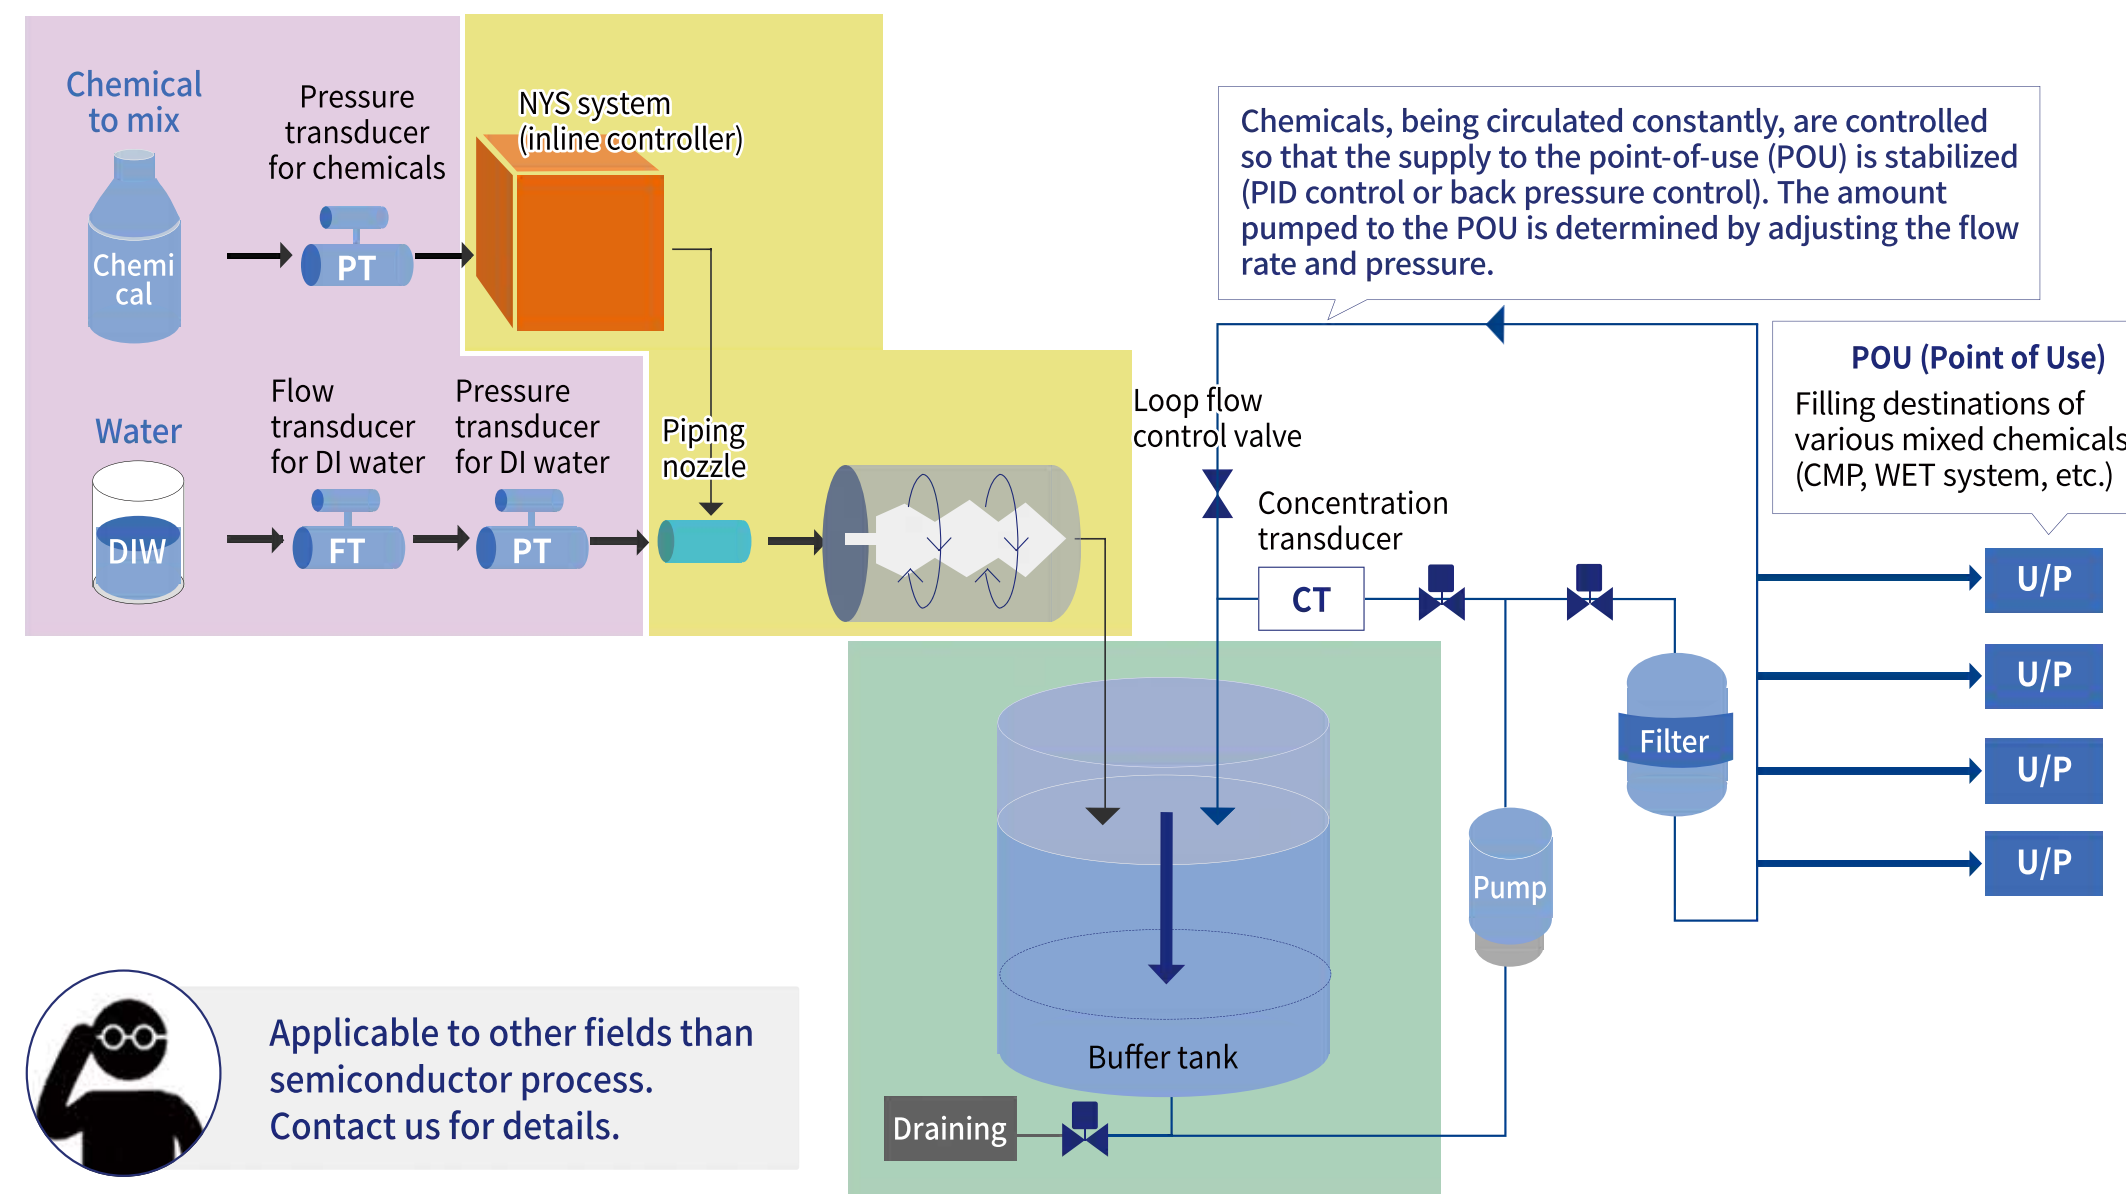 Chemical
to mix
Pressure
transducer
for chemicals
NYS system
(inline controller)
Chemi
cal
PT
Chemicals, being circulated constantly, are controlled
so that the supply to the point-of-use (POU) is stabilized
(PID control or back pressure control). The amount
pumped to the POU is determined by adjusting the flow
rate and pressure.
POU (Point of Use)
Filling destinations of
various mixed chemicals
(CMP, WET system, etc.)
Water
Flow
transducer
for DI water
Pressure
transducer
for DI water
Piping
nozzle
Loop flow
control valve
DIW
FT
PT
Concentration
transducer
CT
U/P
U/P
U/P
U/P
Filter
Pump
Buffer tank
Draining
Applicable to other fields than
semiconductor process.
Contact us for details.